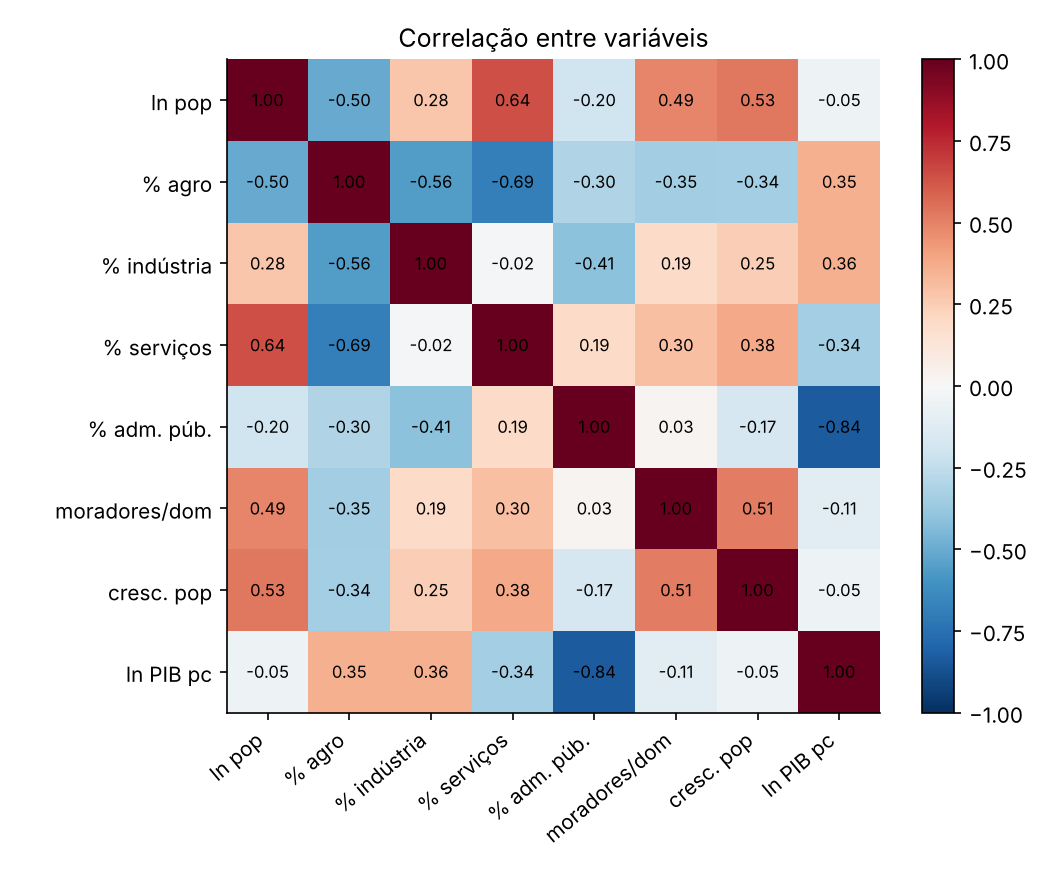 Correlação entre variáveis
ln pop 1.00 -0.50 0.28 0.64 -0.20 0.49 0.53 -0.05
% agro -0.50 1.00 -0.56 -0.69 -0.30 -0.35 -0.34 0.35
% indústria 0.28 -0.56 1.00 -0.02 -0.41 0.19 0.25 0.36
% serviços 0.64 -0.69 -0.02 1.00 0.19 0.30 0.38 -0.34
% adm. púb. -0.20 -0.30 -0.41 0.19 1.00 0.03 -0.17 -0.84
moradores/dom 0.49 -0.35 0.19 0.30 0.03 1.00 0.51 -0.11
cresc. pop 0.53 -0.34 0.25 0.38 -0.17 0.51 1.00 -0.05
ln PIB pc -0.05 0.35 0.36 -0.34 -0.84 -0.11 -0.05 1.00
ln pop % agro % indústria % serviços % adm. púb. moradores/dom cresc. pop ln PIB pc
1.00
0.75
0.50
0.25
0.00
−0.25
−0.50
−0.75
−1.00